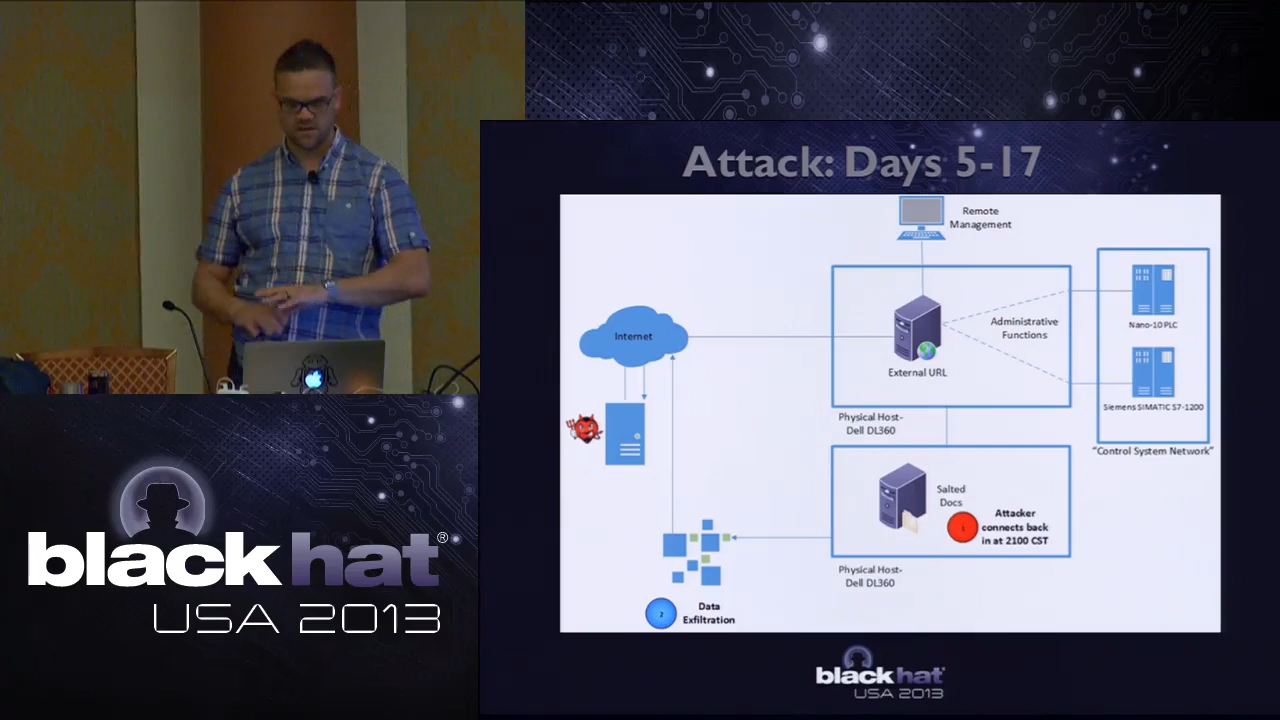 Attack: Days 5-17
Remote
Management
Internet
External URL
Administrative
Functions
Nano-10 PLC
Siemens SIMATIC S7-1200
"Control System Network"
Physical Host-
Dell DL360
Salted
Docs
1
Attacker
connects back
in at 2100 CST
Physical Host-
Dell DL360
2
Data
Exfiltration
black hat®
USA 2013
black hat
USA 2013